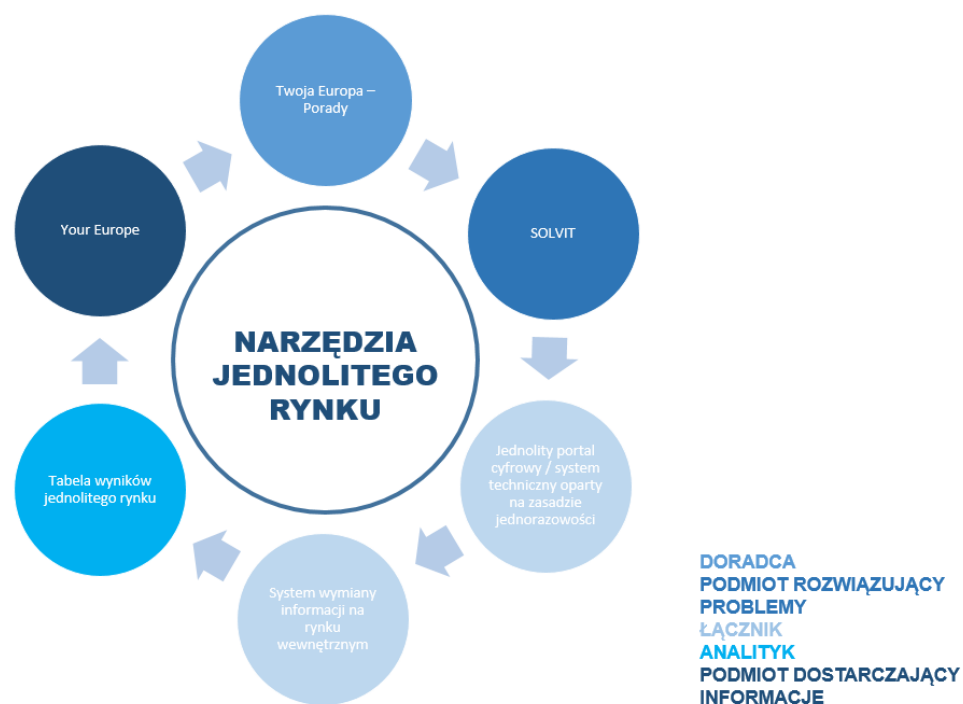 Twoja Europa –
Porady
Your Europe
SOLVIT
NARZĘDZIA
JEDNOLITEGO
RYNKU
Jednolity portal
cyfrowy / system
techniczny oparty
na zasadzie
jednorazowości
Tabela wyników
jednolitego rynku
System wymiany
informacji na
rynku
wewnętrznym
DORADCA
PODMIOT ROZWIĄZUJĄCY
PROBLEMY
ŁĄCZNIK
ANALITYK
PODMIOT DOSTARCZAJĄCY
INFORMACJE